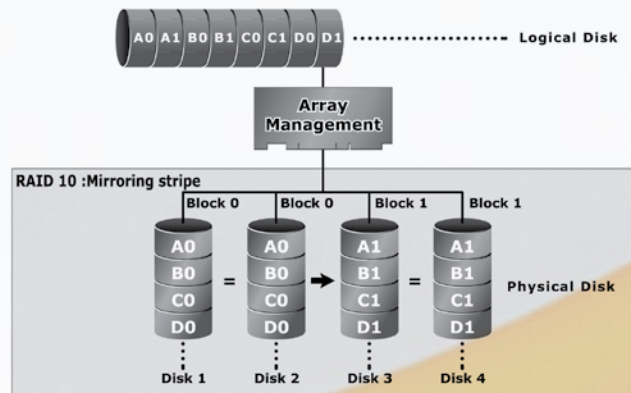 A0 A1 B0 B1 C0 C1 D0 D1 Logical Disk
Array
Management
RAID 10 :Mirroring stripe
Block 0 Block 0 Block 1 Block 1
A0 A0 A1 A1
B0 = B0 B1 = B1
C0 C0 C1 C1
Physical Disk
D0 D0 D1 D1
Disk 1 Disk 2 Disk 3 Disk 4